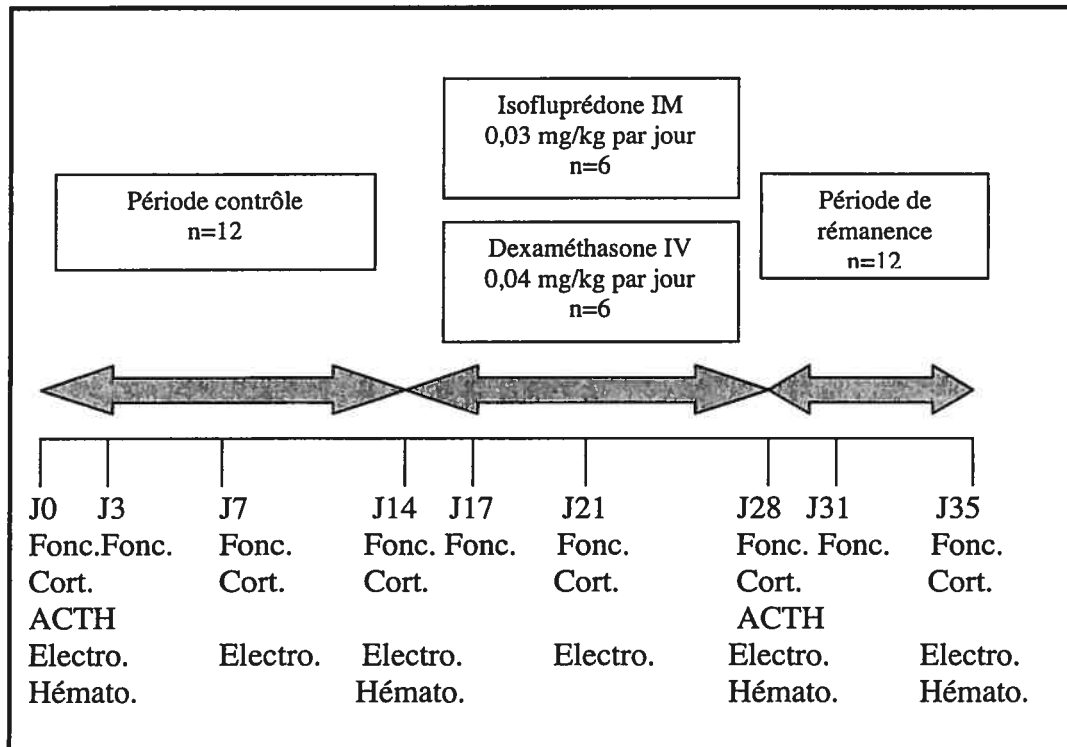 Période contrôle
n=12
Isofluprédone IM
0,03 mg/kg par jour
n=6
Dexaméthasone IV
0,04 mg/kg par jour
n=6
Période de
rémanence
n=12
J0 J3 J7 J14 J17 J21 J28 J31 J35
Fonc. Fonc. Fonc. Fonc. Fonc. Fonc. Fonc. Fonc. Fonc.
Cort. Cort. Cort. Cort. Cort. Cort.
ACTH ACTH
Electro. Electro. Electro. Electro. Electro. Electro.
Hémato. Hémato. Hémato. Hémato.